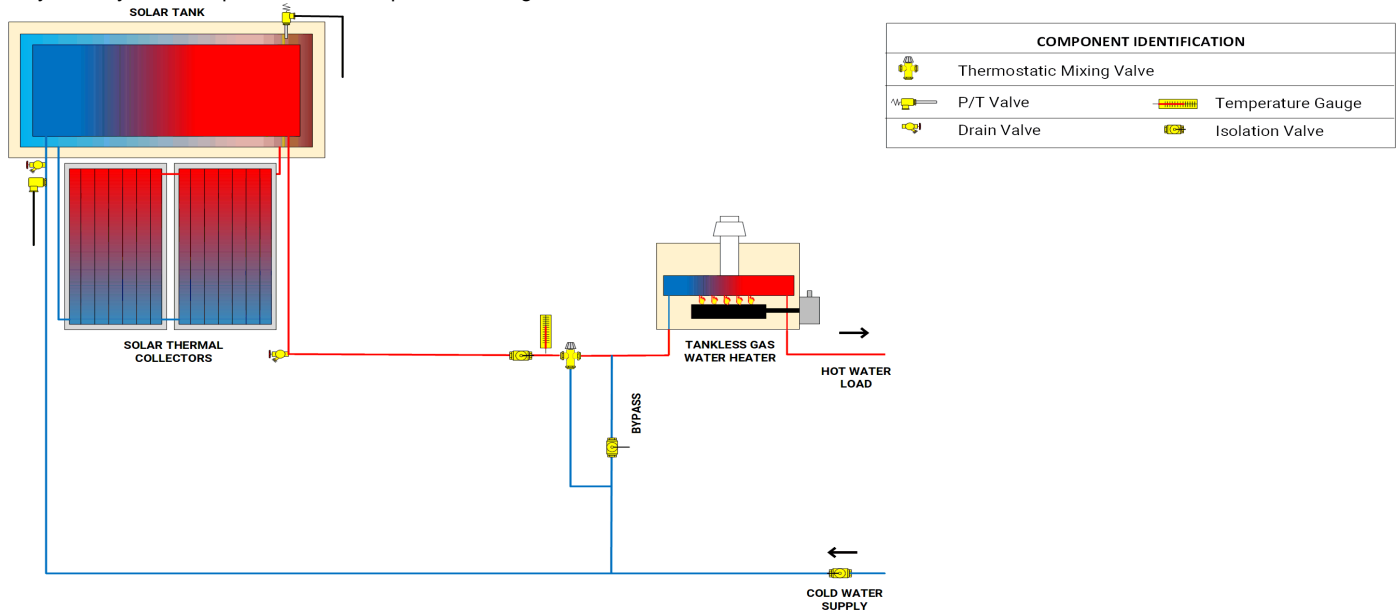 SOLAR TANK
COMPONENT IDENTIFICATION
Thermostatic Mixing Valve
P/T Valve
Temperature Gauge
Drain Valve
Isolation Valve
SOLAR THERMAL
COLLECTORS
TANKLESS GAS
WATER HEATER
HOT WATER
LOAD
BYPASS
COLD WATER
SUPPLY